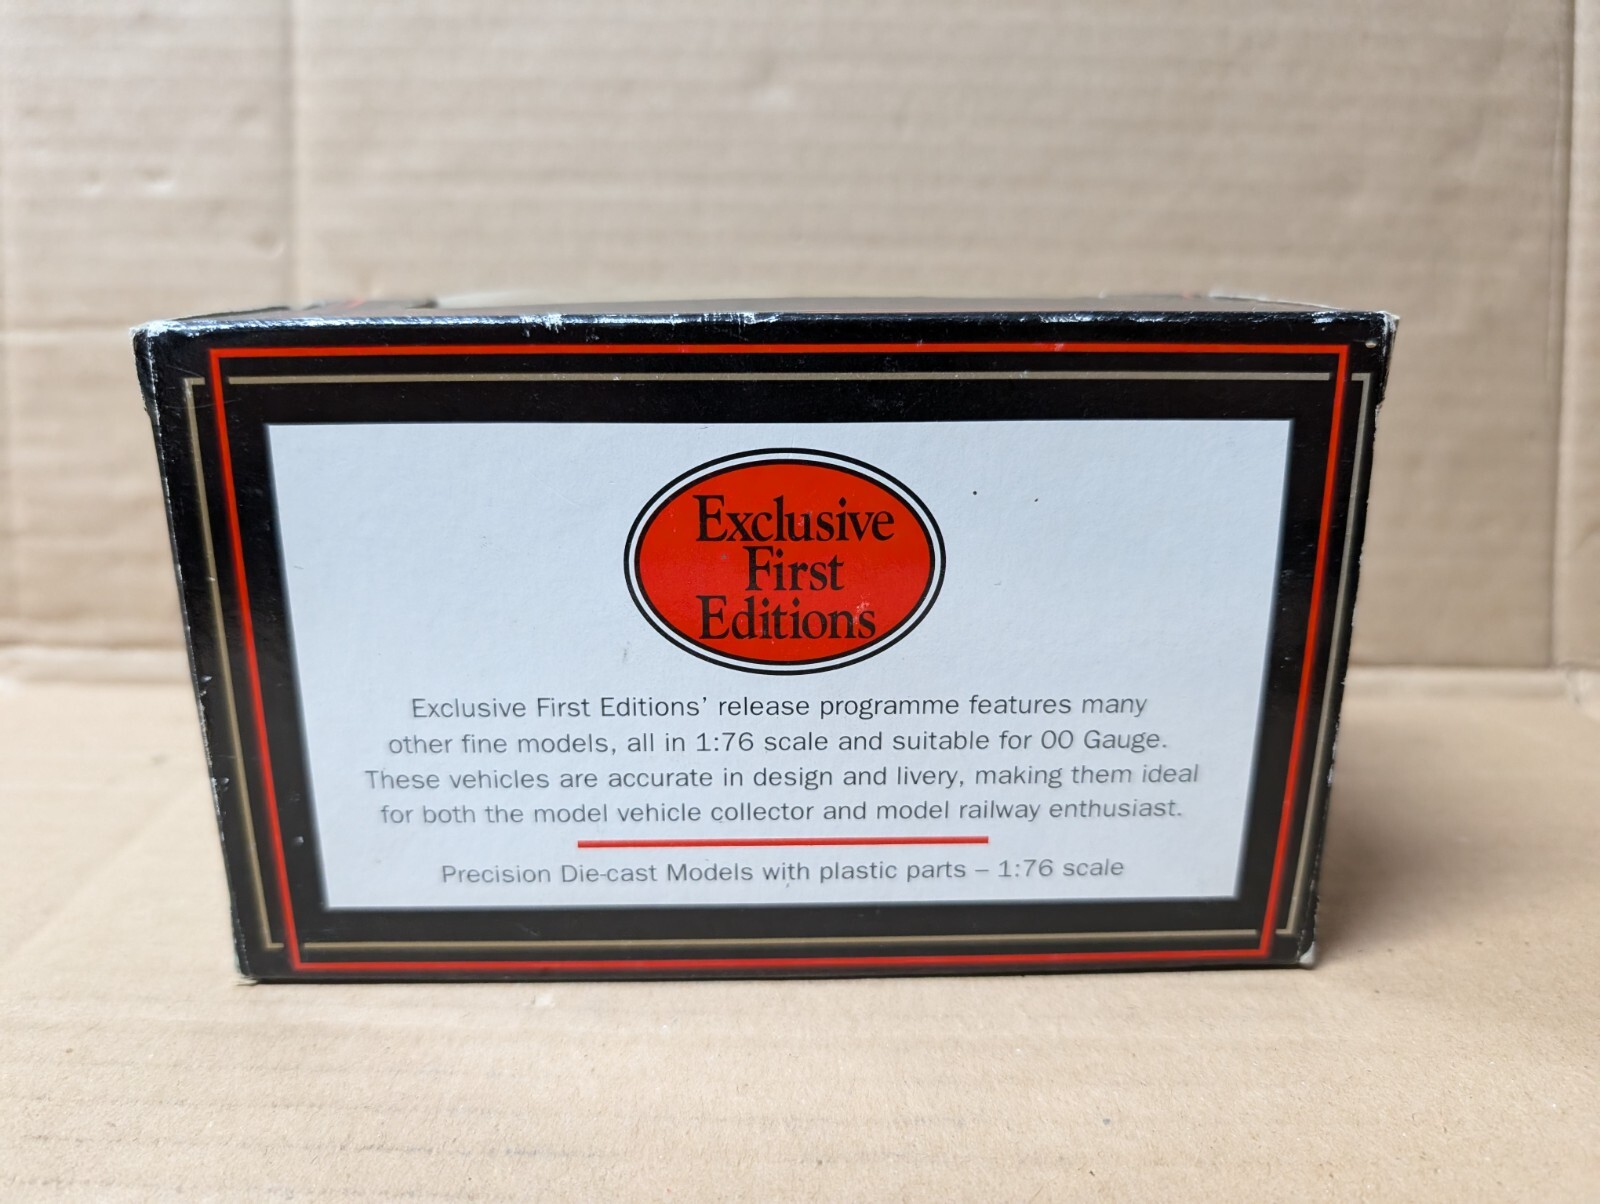 Exclusive
First
Editions
Exclusive First Editions' release programme features many
other fine models, all in 1:76 scale and suitable for 00 Gauge.
These vehicles are accurate in design and livery, making them ideal
for both the model vehicle collector and model railway enthusiast.
Precision Die-cast Models with plastic parts – 1:76 scale